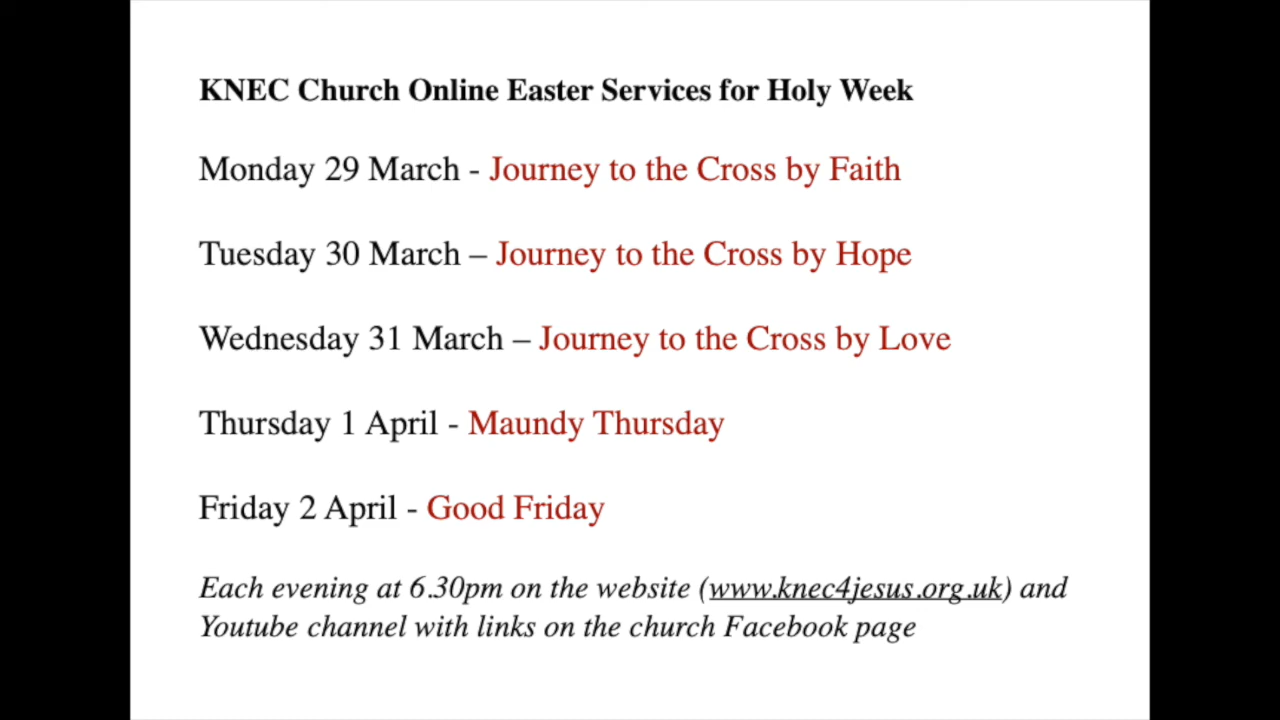 KNEC Church Online Easter Services for Holy Week
Monday 29 March - Journey to the Cross by Faith
Tuesday 30 March – Journey to the Cross by Hope
Wednesday 31 March – Journey to the Cross by Love
Thursday 1 April - Maundy Thursday
Friday 2 April - Good Friday
Each evening at 6.30pm on the website (www.knec4jesus.org.uk) and
Youtube channel with links on the church Facebook page